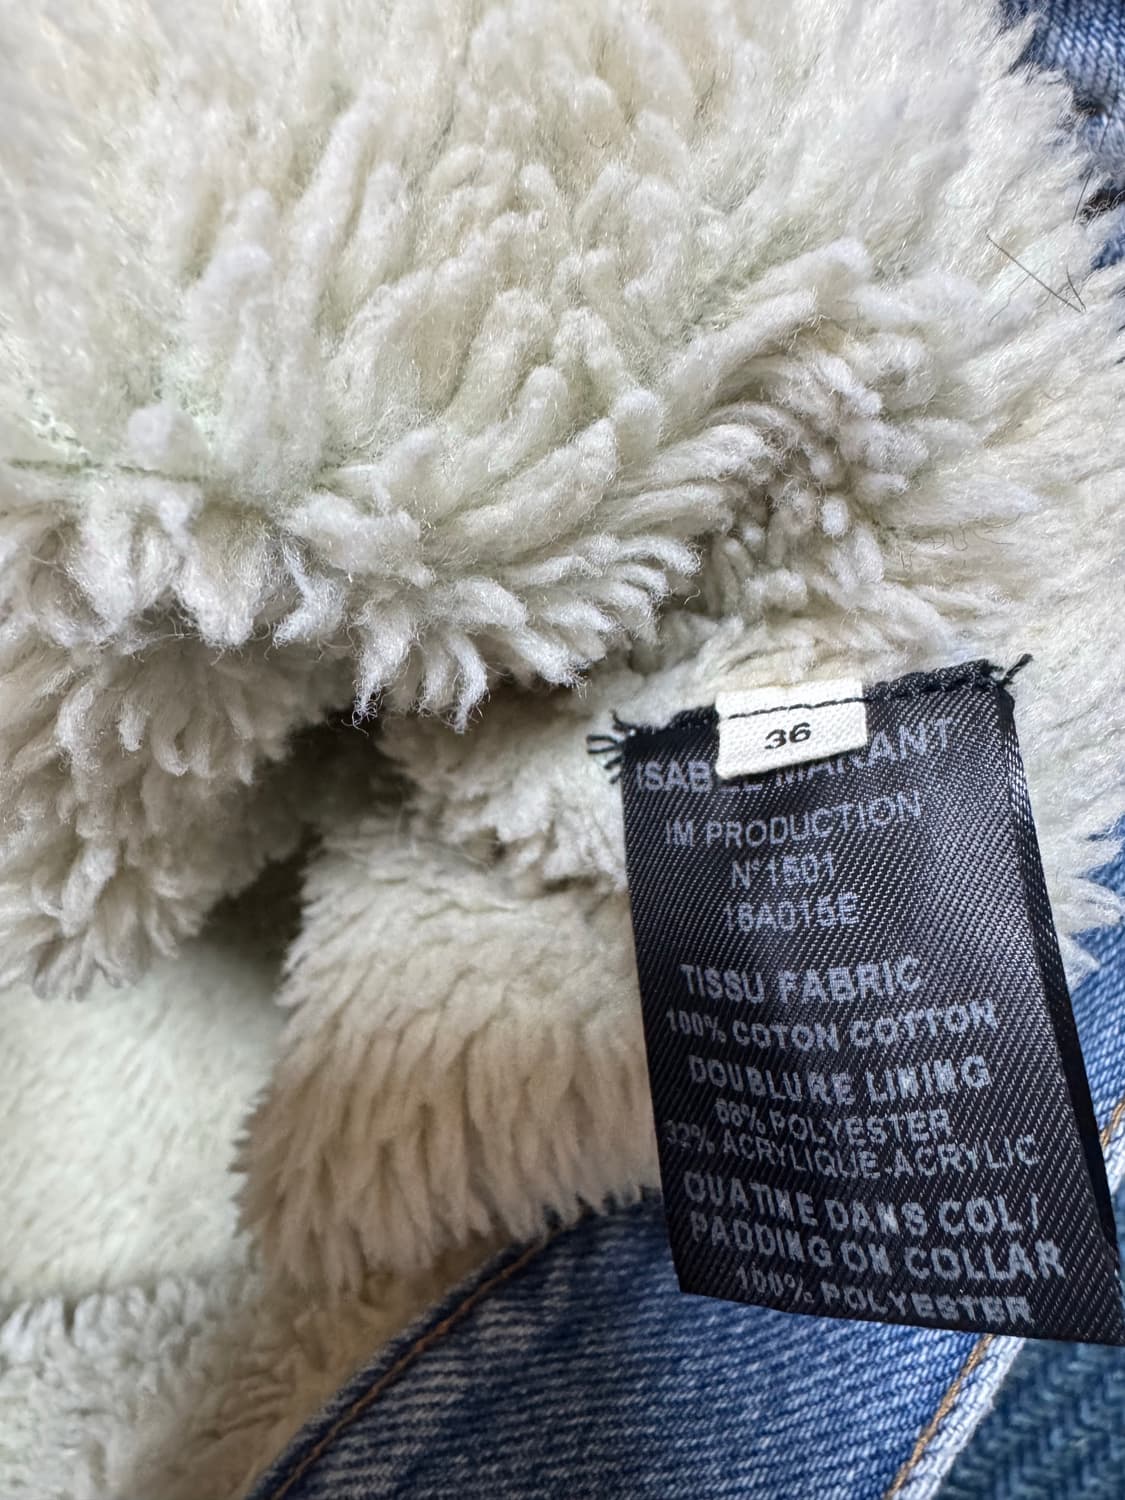 36
ISABEL MARANT
IM PRODUCTION
N°1501
16A015E
TISSU FABRIC
100% COTON COTTON
DOUBLURE LINING
68% POLYESTER
32% ACRYLIQUE-ACRYLIC
OUATINE DANS COL/
PADDING ON COLLAR
100% POLYESTER